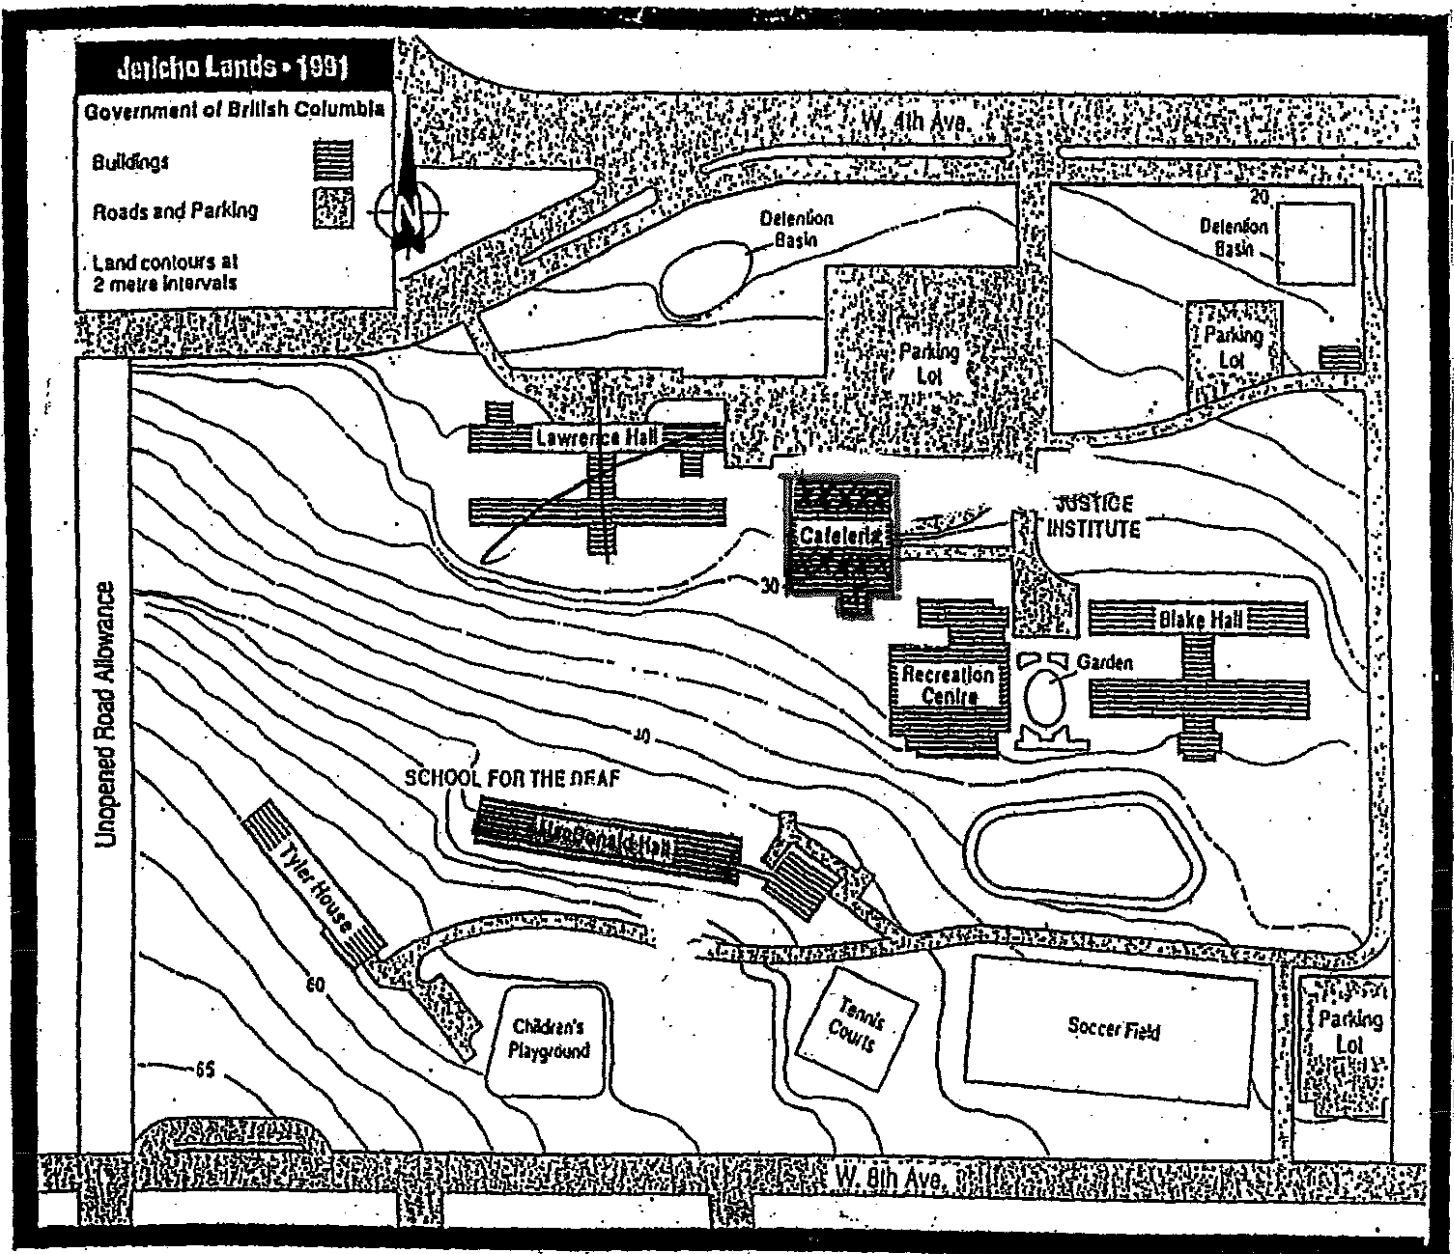 Jericho Lands • 1991
Government of British Columbia
Buildings
Roads and Parking
Land contours at
2 metre intervals
N
W. 4th Ave.
Detention
Basin
20
Detention
Basin
Parking
Lot
Parking
Lot
Lawrence Hall
Cafeteria
JUSTICE
INSTITUTE
30
Blake Hall
Recreation
Centre
Garden
Unopened Road Allowance
40
SCHOOL FOR THE DEAF
MacDonald Hall
Tyler House
60
Children's
Playground
Tennis
Courts
Soccer Field
Parking
Lot
65
W. 8th Ave.